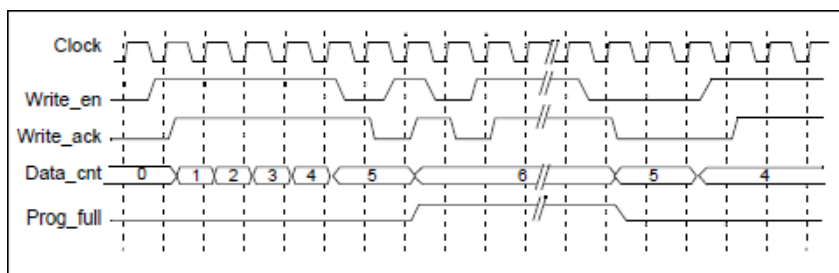 Clock
Write_en
Write_ack
Data_cnt 0 1 2 3 4 5 6 5 4
Prog_full